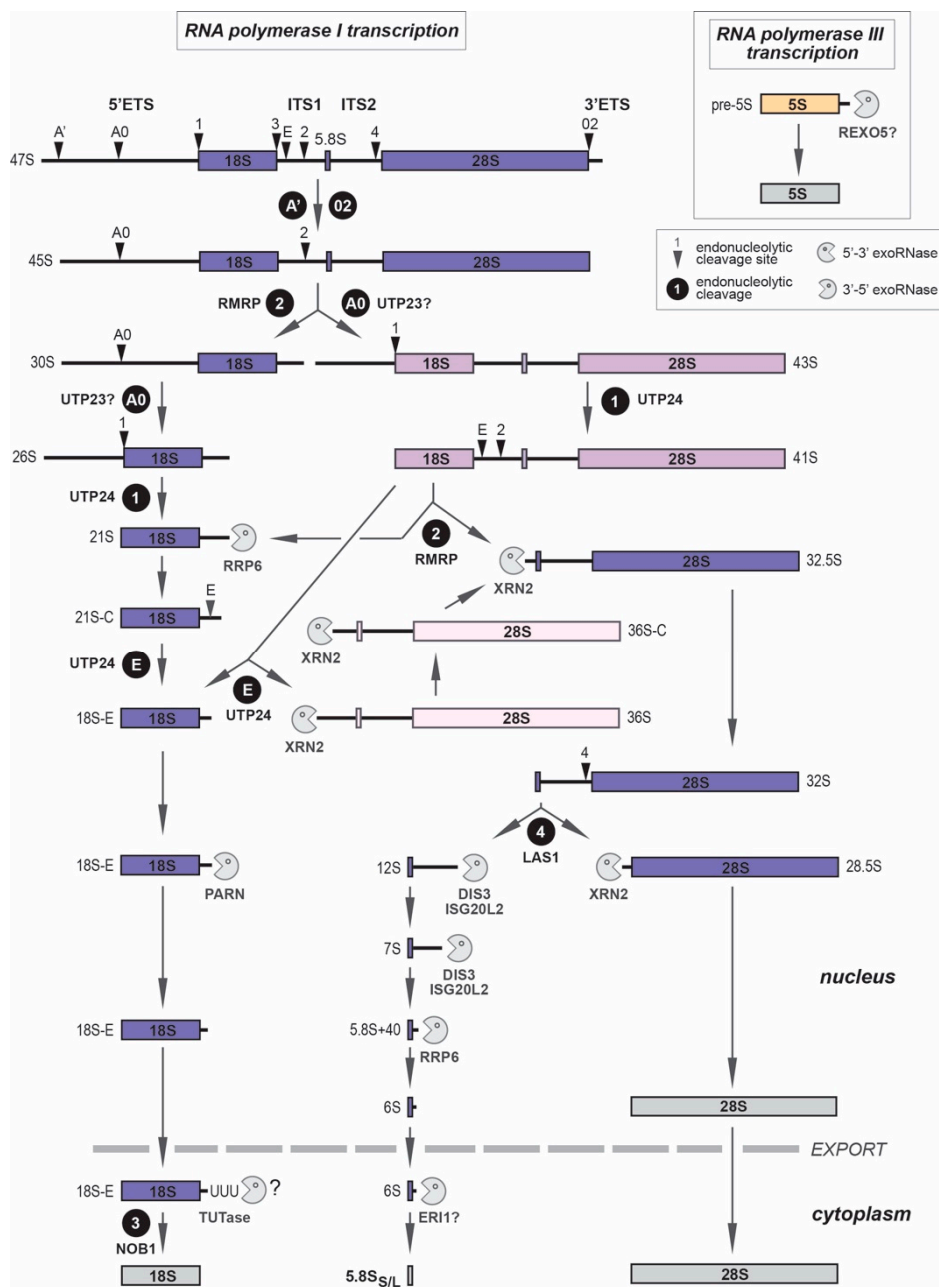 RNA polymerase I transcription
RNA polymerase III
transcription
pre-5S
5S
REXO5?
5S
5'ETS
ITS1
ITS2
3'ETS
A'
A0
1
3
E
2
5.8S
4
02
47S
18S
28S
A'
02
1
endonucleolytic
cleavage site
5'-3' exoRNase
1
endonucleolytic
cleavage
3'-5' exoRNase
A0
2
45S
18S
28S
RMRP
2
A0
UTP23?
A0
1
30S
18S
18S
28S
43S
UTP23?
A0
1
UTP24
1
E
2
26S
18S
18S
28S
41S
UTP24
1
21S
18S
RRP6
2
RMRP
XRN2
28S
32.5S
E
21S-C
18S
XRN2
28S
36S-C
UTP24
E
E
UTP24
18S-E
18S
XRN2
28S
36S
4
28S
32S
4
LAS1
18S-E
18S
PARN
12S
DIS3
ISG20L2
XRN2
28S
28.5S
7S
DIS3
ISG20L2
nucleus
18S-E
18S
5.8S+40
RRP6
6S
28S
EXPORT
18S-E
18S
UUU
?
TUTase
6S
ERI1?
cytoplasm
3
NOB1
18S
5.8S S/L
28S